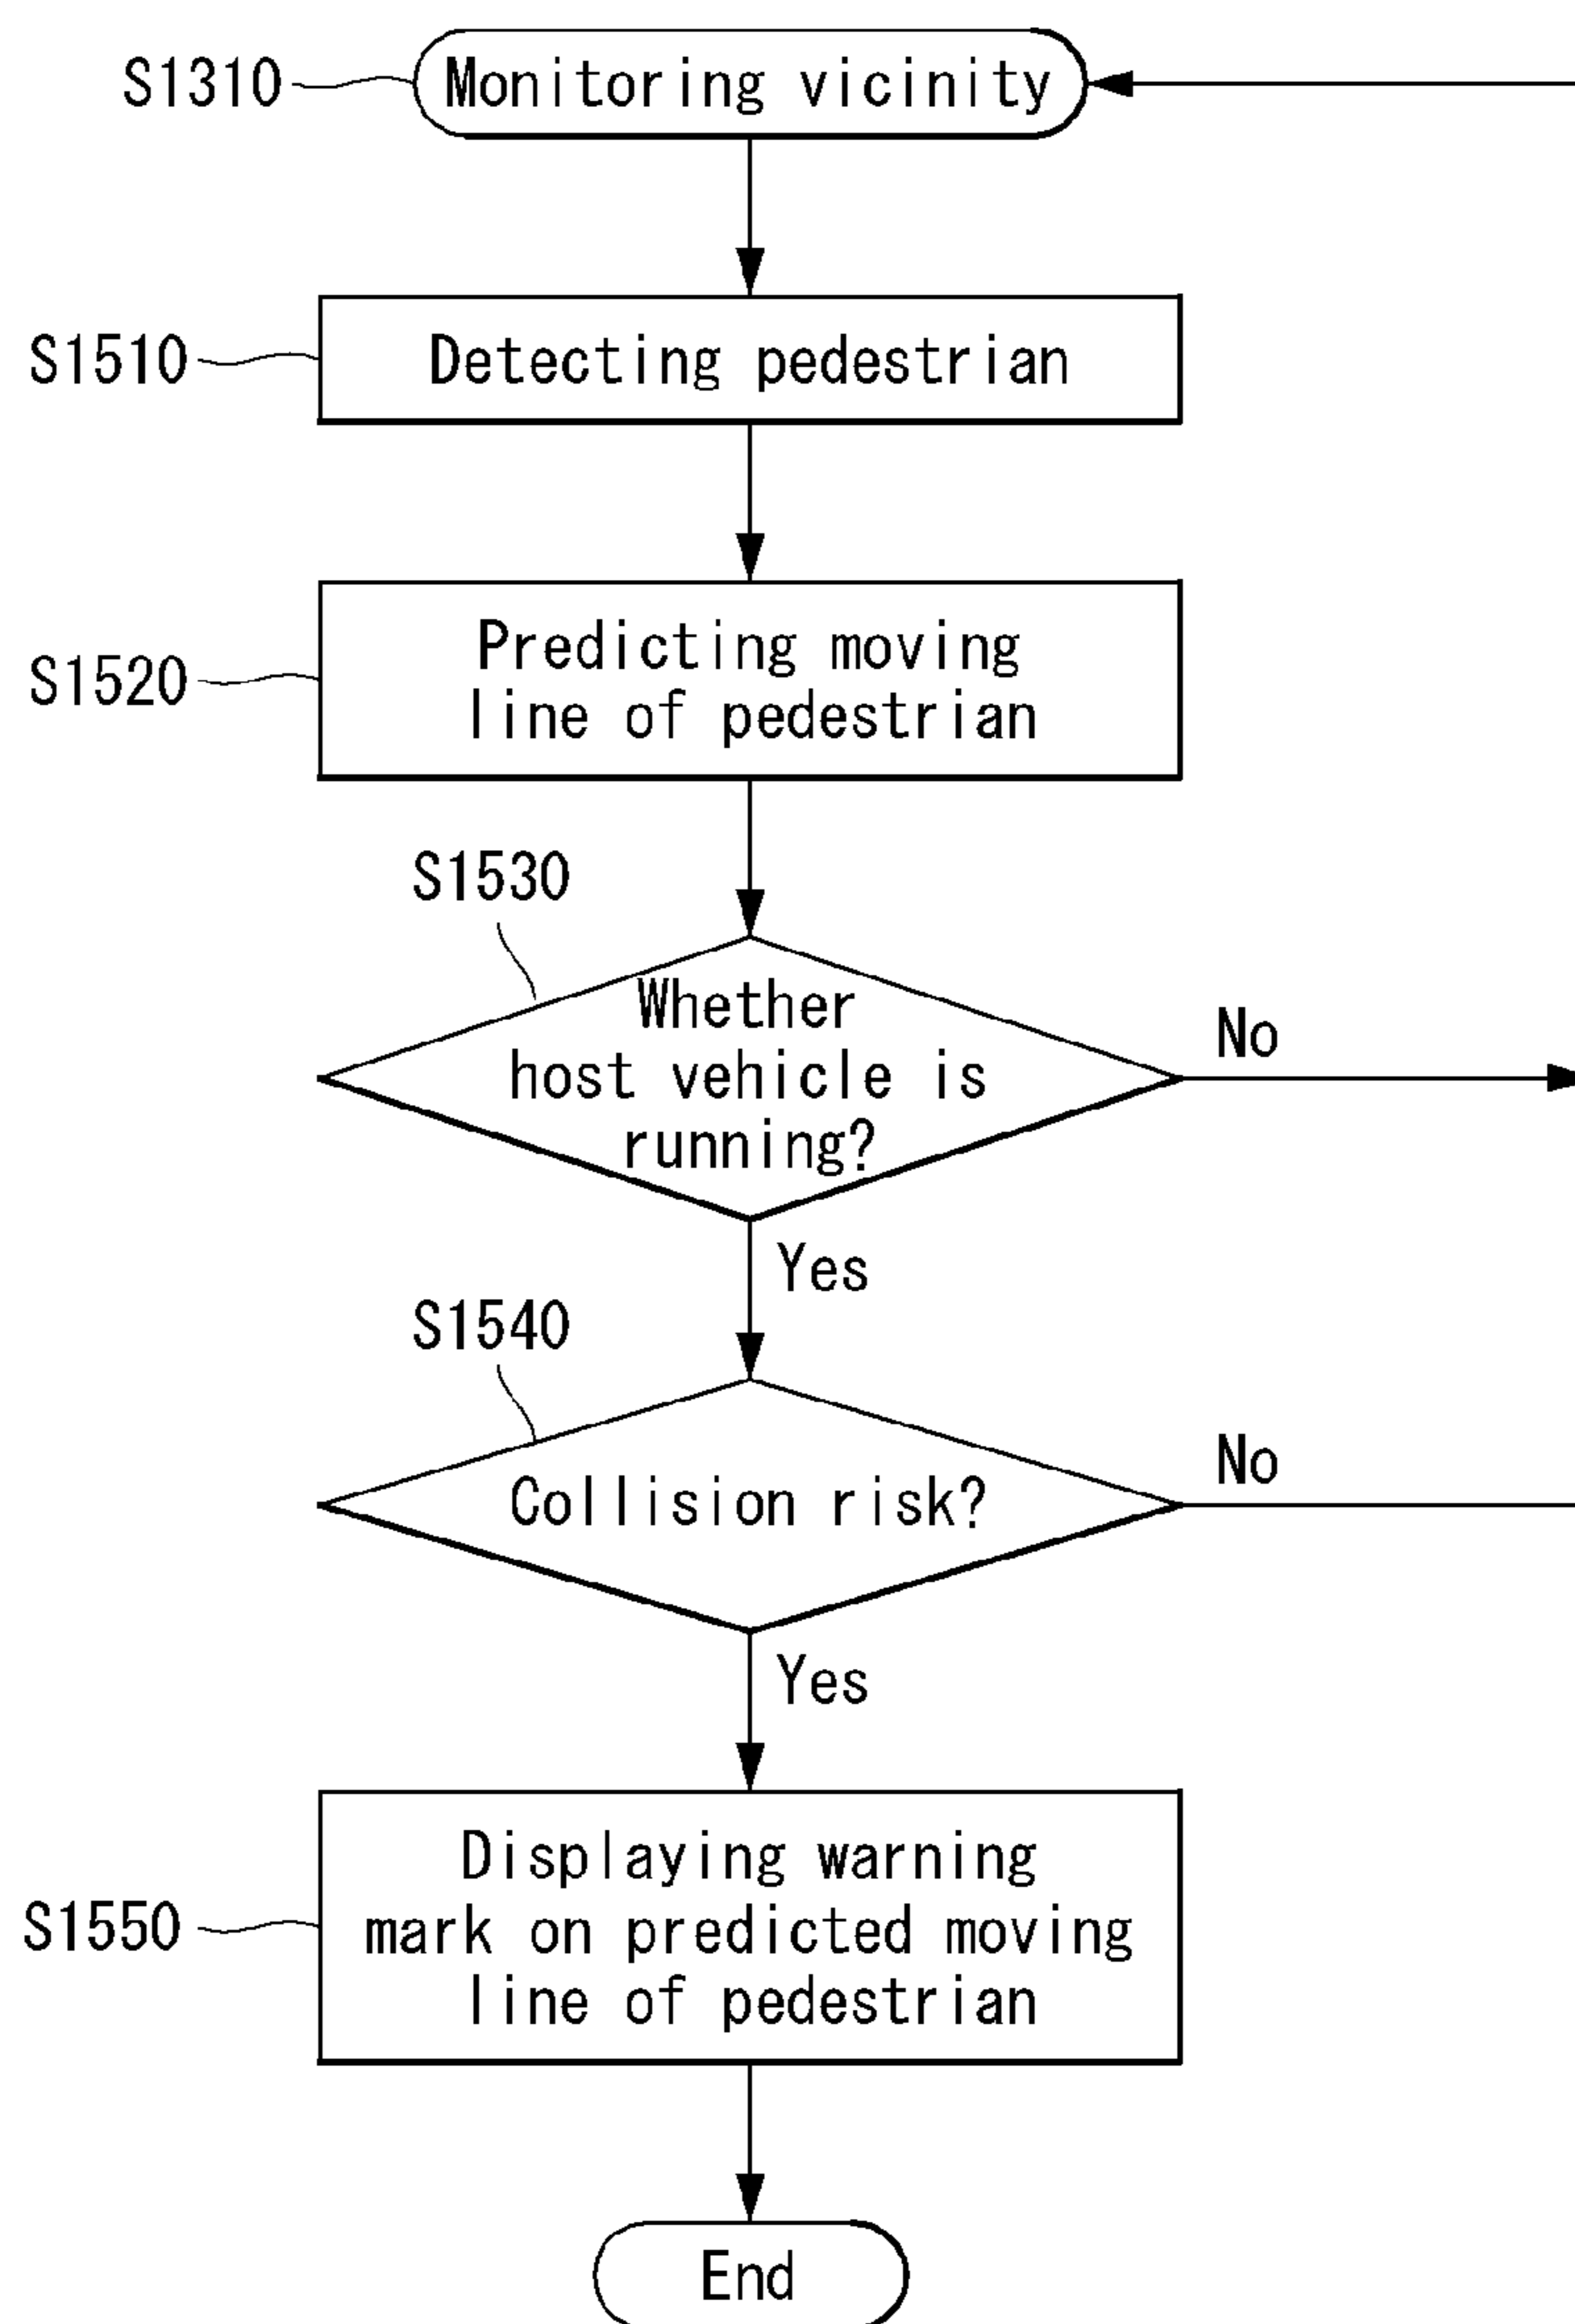 S1310
Monitoring vicinity
S1510
Detecting pedestrian
S1520
Predicting moving
line of pedestrian
S1530
Whether
host vehicle is
running?
No
Yes
S1540
Collision risk?
No
Yes
S1550
Displaying warning
mark on predicted moving
line of pedestrian
End